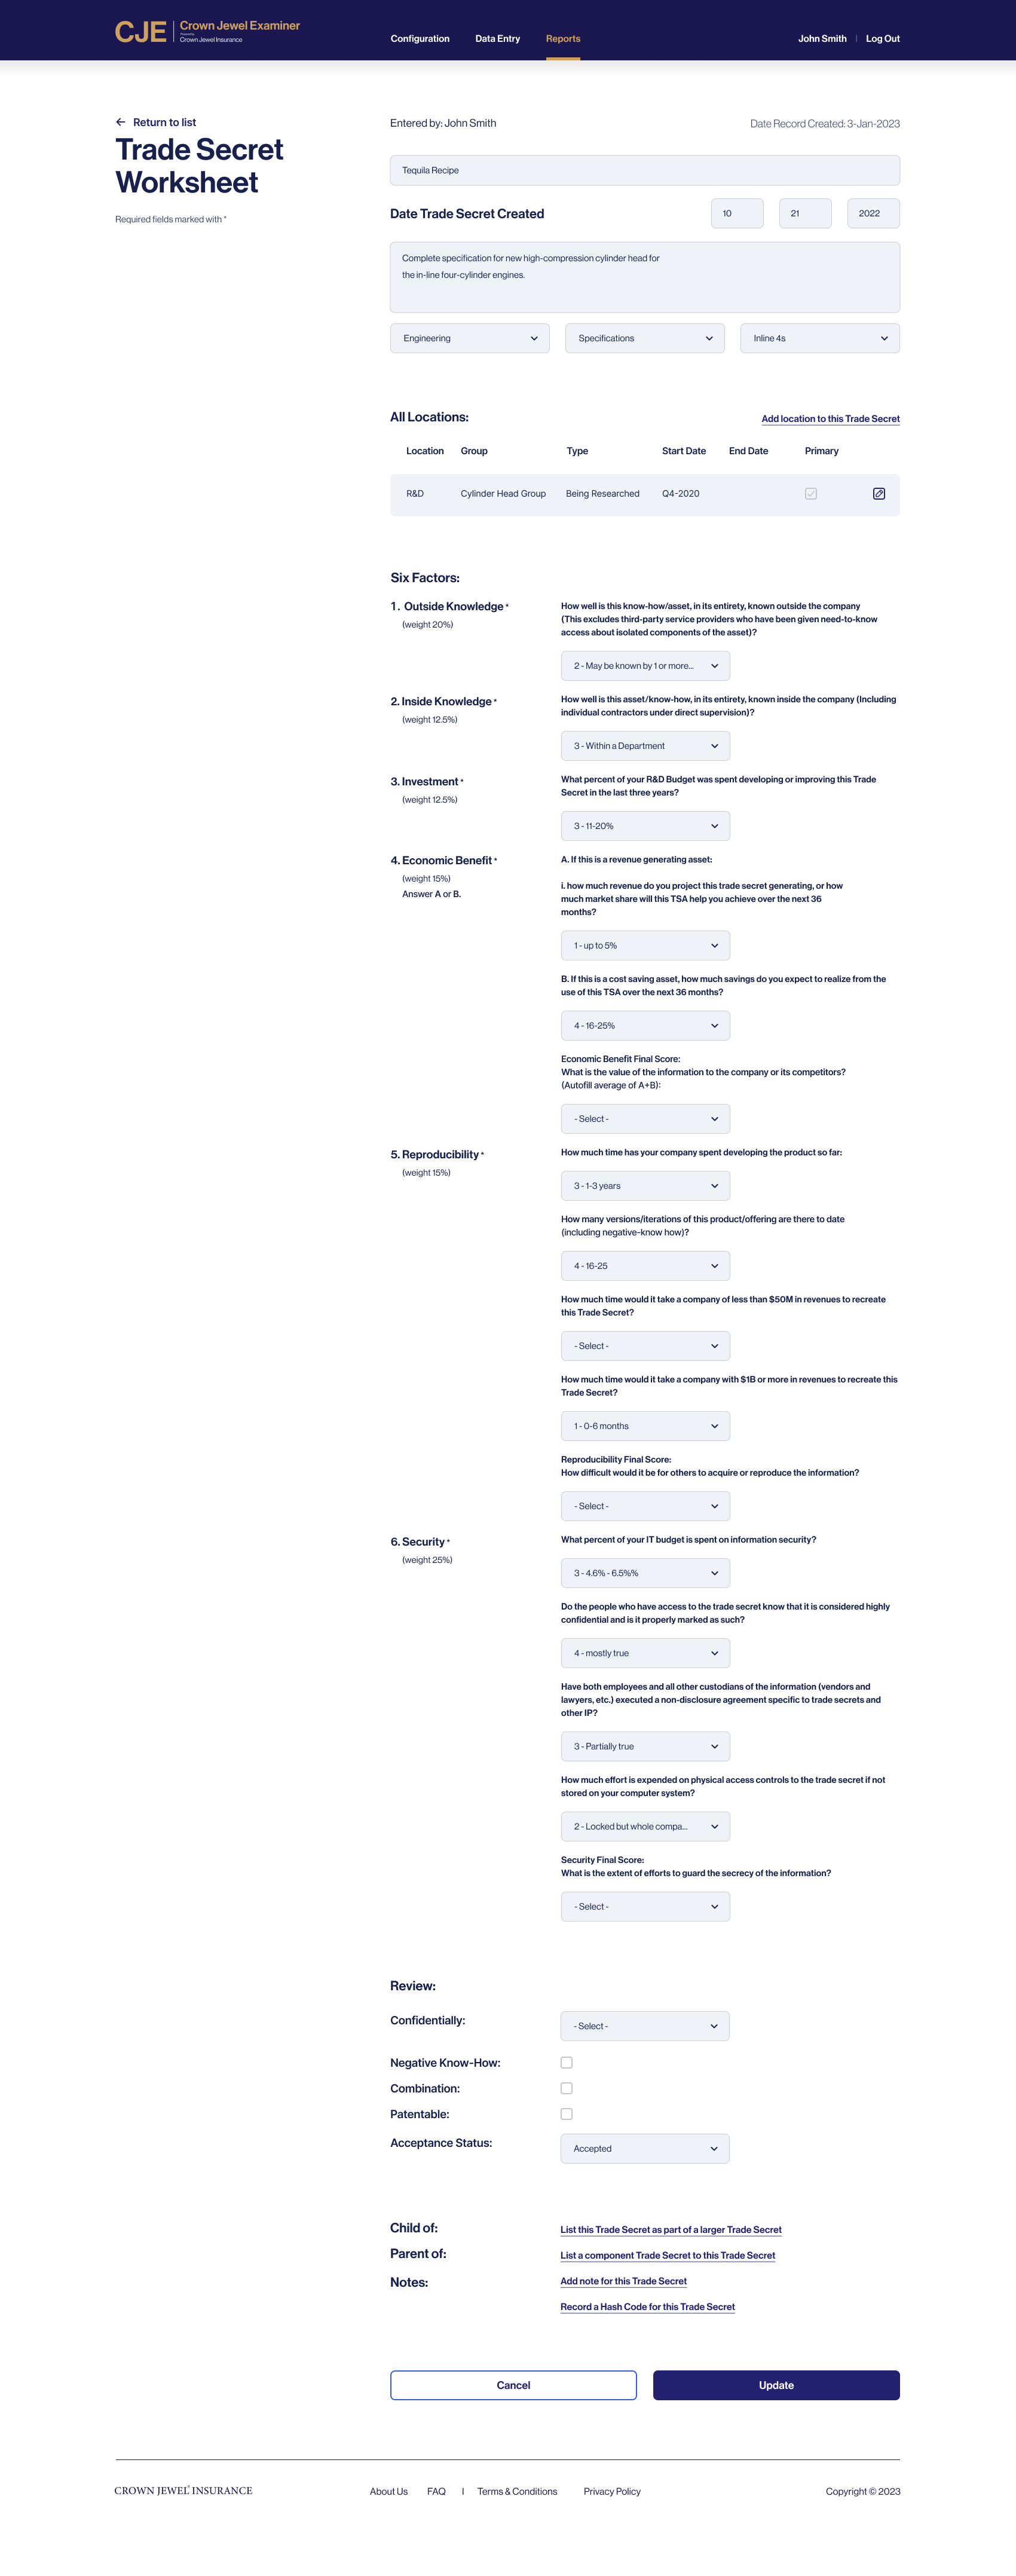 CJE
Crown Jewel Examiner
Powered by
Crown Jewel Insurance
Configuration
Data Entry
Reports
John Smith | Log Out
← Return to list
Trade Secret
Worksheet
Required fields marked with *
Entered by: John Smith
Date Record Created: 3-Jan-2023
Tequila Recipe
Date Trade Secret Created
10
21
2022
Complete specification for new high-compression cylinder head for
the in-line four-cylinder engines.
Engineering
Specifications
Inline 4s
All Locations:
Add location to this Trade Secret
Location Group Type Start Date End Date Primary
R&D Cylinder Head Group Being Researched Q4-2020
Six Factors:
1. Outside Knowledge *
(weight 20%)
How well is this know-how/asset, in its entirety, known outside the company
(This excludes third-party service providers who have been given need-to-know
access about isolated components of the asset)?
2 - May be known by 1 or more...
2. Inside Knowledge *
(weight 12.5%)
How well is this asset/know-how, in its entirety, known inside the company (Including
individual contractors under direct supervision)?
3 - Within a Department
3. Investment *
(weight 12.5%)
What percent of your R&D Budget was spent developing or improving this Trade
Secret in the last three years?
3 - 11-20%
4. Economic Benefit *
(weight 15%)
Answer A or B.
A. If this is a revenue generating asset:
i. how much revenue do you project this trade secret generating, or how
much market share will this TSA help you achieve over the next 36
months?
1 - up to 5%
B. If this is a cost saving asset, how much savings do you expect to realize from the
use of this TSA over the next 36 months?
4 - 16-25%
Economic Benefit Final Score:
What is the value of the information to the company or its competitors?
(Autofill average of A+B):
- Select -
5. Reproducibility *
(weight 15%)
How much time has your company spent developing the product so far:
3 - 1-3 years
How many versions/iterations of this product/offering are there to date
(including negative-know how)?
4 - 16-25
How much time would it take a company of less than $50M in revenues to recreate
this Trade Secret?
- Select -
How much time would it take a company with $1B or more in revenues to recreate this
Trade Secret?
1 - 0-6 months
Reproducibility Final Score:
How difficult would it be for others to acquire or reproduce the information?
- Select -
6. Security *
(weight 25%)
What percent of your IT budget is spent on information security?
3 - 4.6% - 6.5%%
Do the people who have access to the trade secret know that it is considered highly
confidential and is it properly marked as such?
4 - mostly true
Have both employees and all other custodians of the information (vendors and
lawyers, etc.) executed a non-disclosure agreement specific to trade secrets and
other IP?
3 - Partially true
How much effort is expended on physical access controls to the trade secret if not
stored on your computer system?
2 - Locked but whole compa...
Security Final Score:
What is the extent of efforts to guard the secrecy of the information?
- Select -
Review:
Confidentially:
- Select -
Negative Know-How:
Combination:
Patentable:
Acceptance Status:
Accepted
Child of:
List this Trade Secret as part of a larger Trade Secret
Parent of:
List a component Trade Secret to this Trade Secret
Notes:
Add note for this Trade Secret
Record a Hash Code for this Trade Secret
Cancel
Update
CROWN JEWEL® INSURANCE
About Us FAQ | Terms & Conditions Privacy Policy
Copyright © 2023